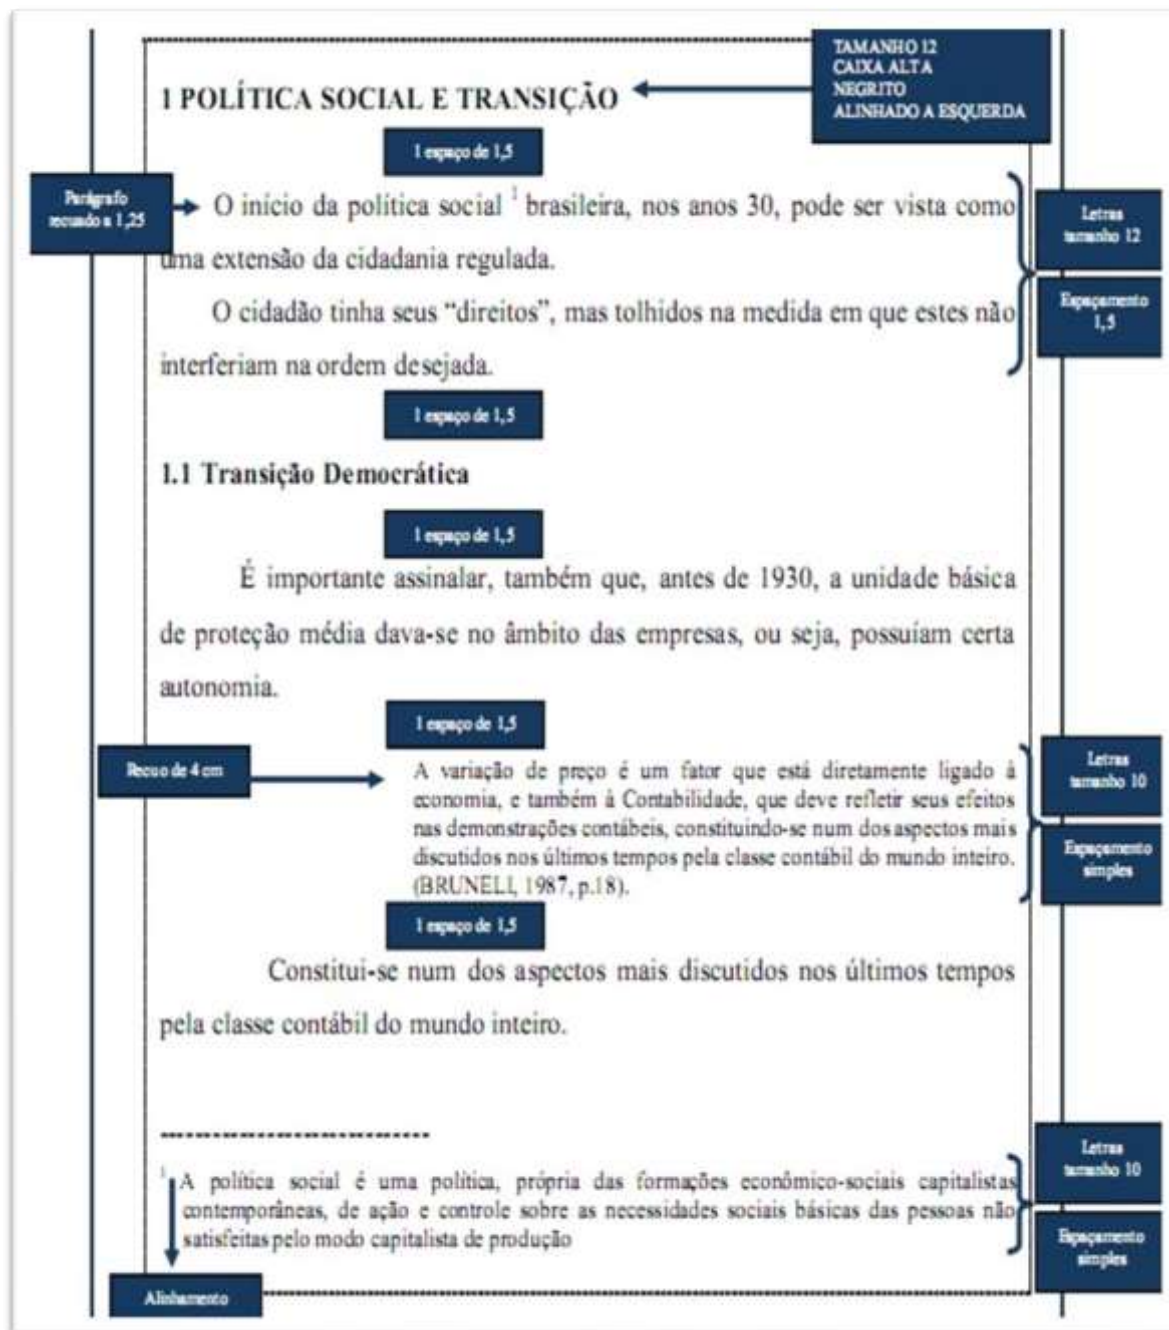 TAMANHO 12
CAIXA ALTA
NEGRITO
ALINHADO A ESQUERDA
1 POLÍTICA SOCIAL E TRANSIÇÃO
1 espaço de 1,5
Parágrafo
recuado a 1,25
O início da política social ¹ brasileira, nos anos 30, pode ser vista como
uma extensão da cidadania regulada.
O cidadão tinha seus “direitos”, mas tolhidos na medida em que estes não
interferiam na ordem desejada.
Letras
tamanho 12
Espaçamento
1,5
1 espaço de 1,5
1.1 Transição Democrática
1 espaço de 1,5
É importante assinalar, também que, antes de 1930, a unidade básica
de proteção média dava-se no âmbito das empresas, ou seja, possuíam certa
autonomia.
1 espaço de 1,5
Recuo de 4 cm
A variação de preço é um fator que está diretamente ligado à
economia, e também à Contabilidade, que deve refletir seus efeitos
nas demonstrações contábeis, constituindo-se num dos aspectos mais
discutidos nos últimos tempos pela classe contábil do mundo inteiro.
(BRUNELI, 1987, p.18).
Letras
tamanho 10
Espaçamento
simples
1 espaço de 1,5
Constitui-se num dos aspectos mais discutidos nos últimos tempos
pela classe contábil do mundo inteiro.
¹ A política social é uma política, própria das formações econômico-sociais capitalistas
contemporâneas, de ação e controle sobre as necessidades sociais básicas das pessoas não
satisfeitas pelo modo capitalista de produção
Letras
tamanho 10
Espaçamento
simples
Alinhamento